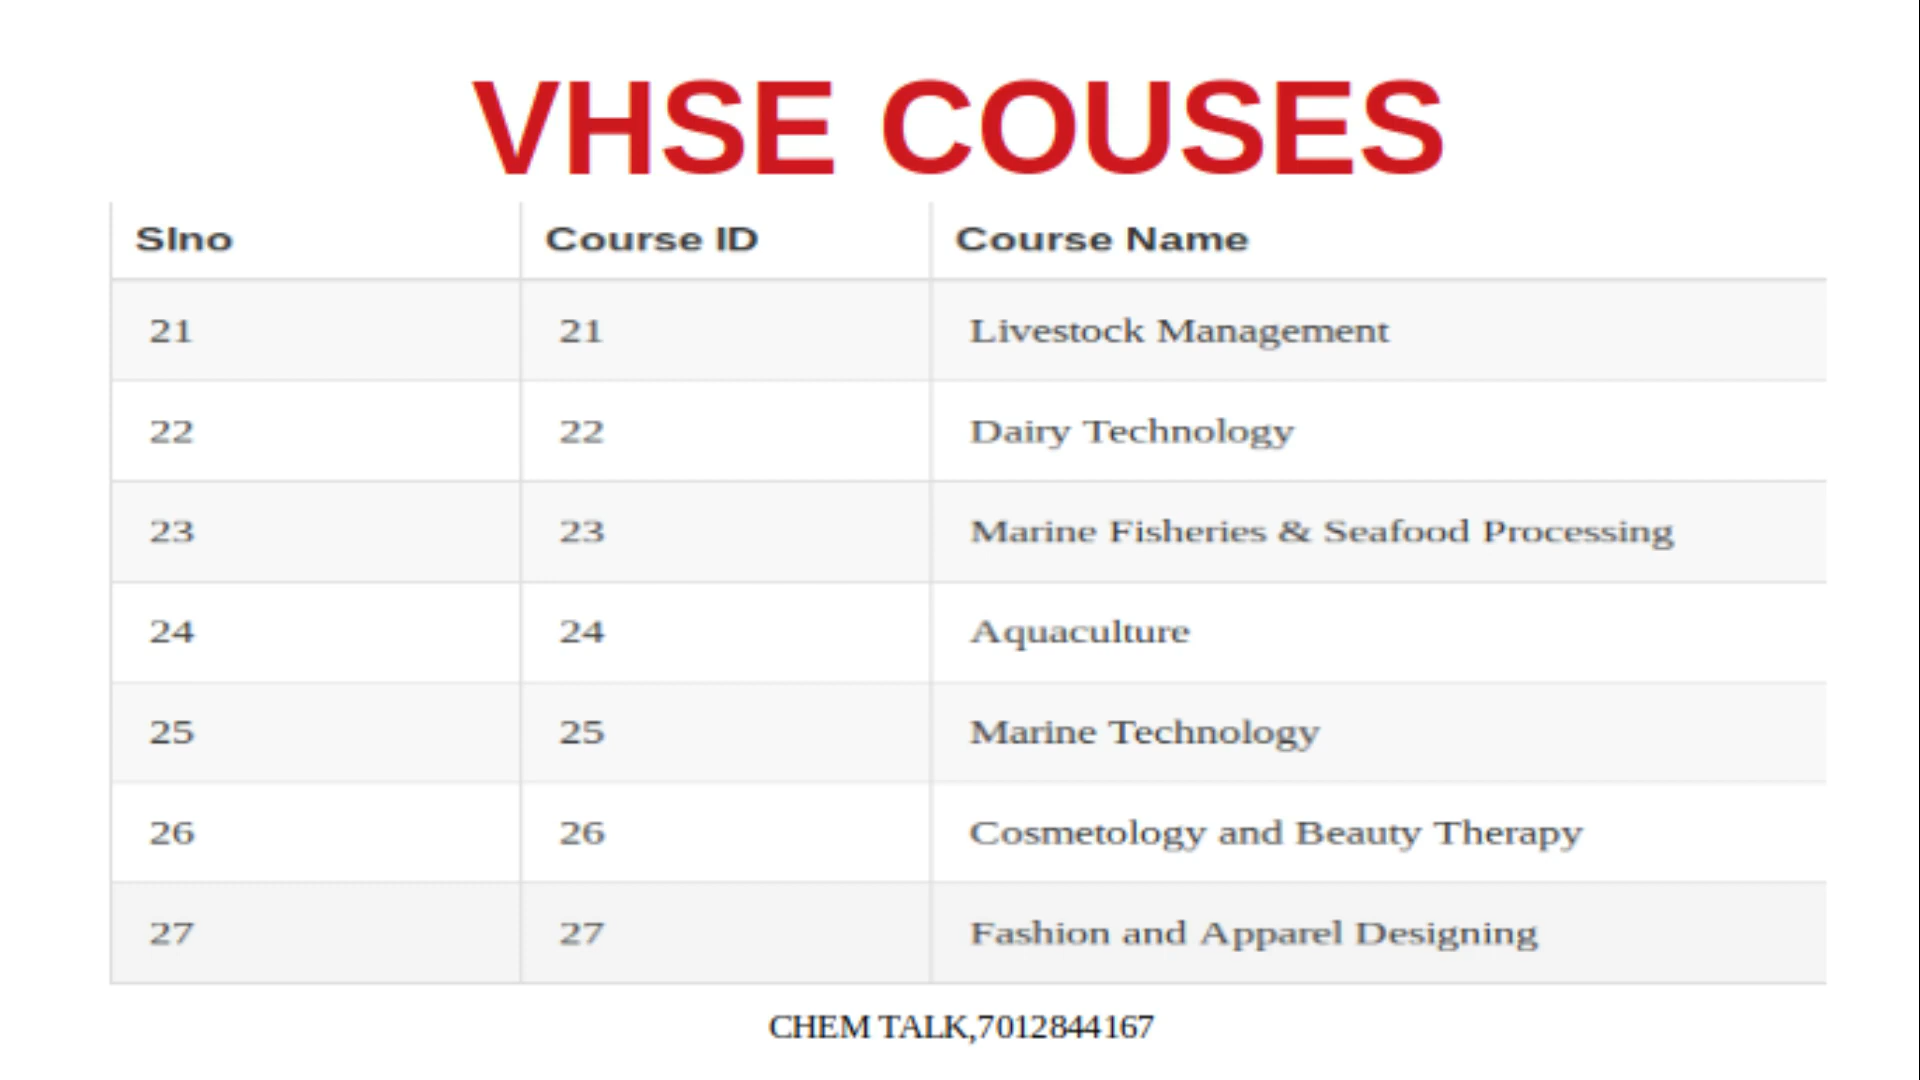 VHSE COUSES
Slno Course ID Course Name
21 21 Livestock Management
22 22 Dairy Technology
23 23 Marine Fisheries & Seafood Processing
24 24 Aquaculture
25 25 Marine Technology
26 26 Cosmetology and Beauty Therapy
27 27 Fashion and Apparel Designing
CHEM TALK,7012844167